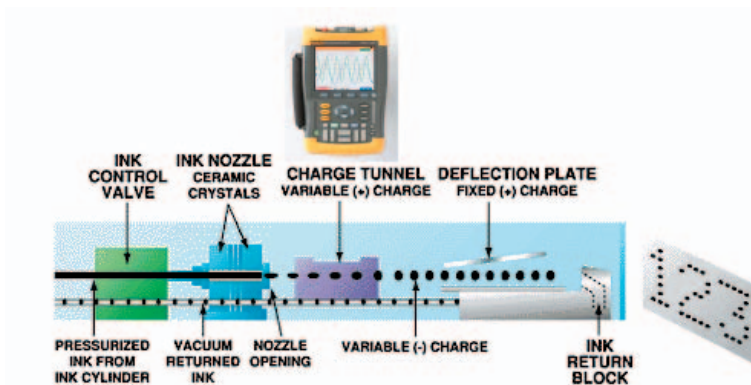 INK
CONTROL
VALVE
INK NOZZLE
CERAMIC
CRYSTALS
CHARGE TUNNEL
VARIABLE (+) CHARGE
DEFLECTION PLATE
FIXED (+) CHARGE
123
PRESSURIZED
INK FROM
INK CYLINDER
VACUUM
RETURNED
INK
NOZZLE
OPENING
VARIABLE (-) CHARGE
INK
RETURN
BLOCK